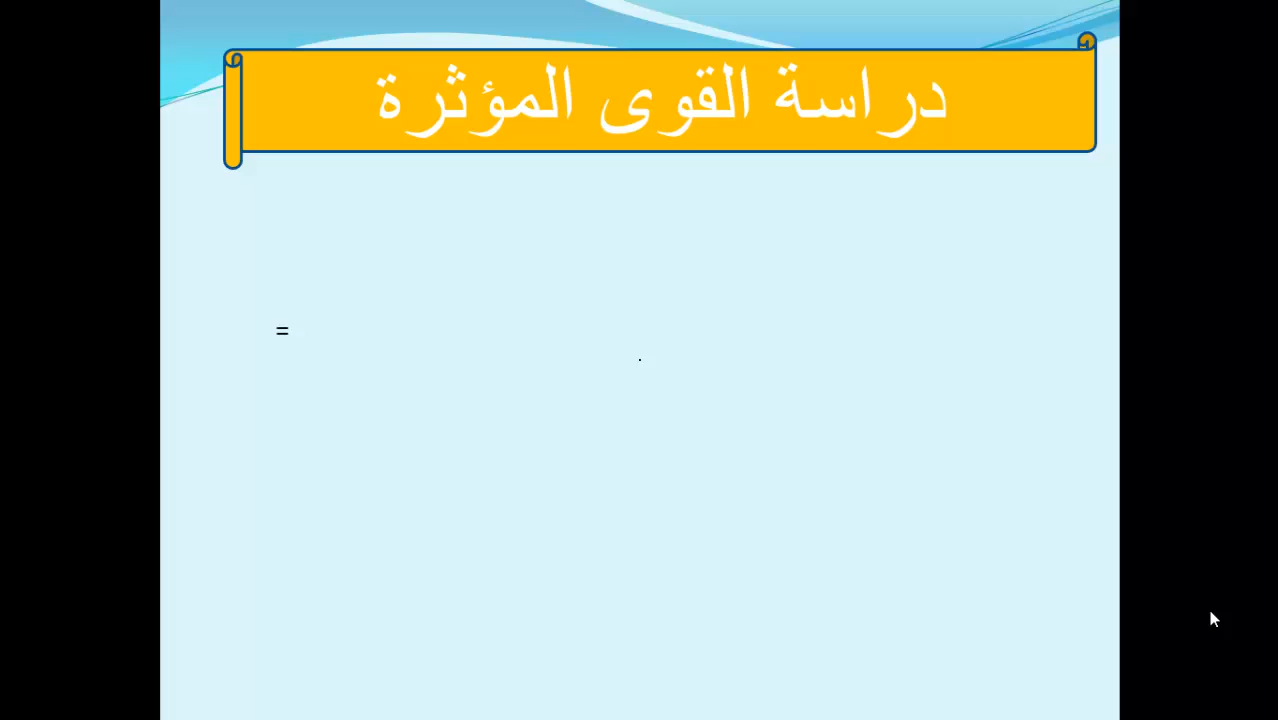 دراسة القوى المؤثرة
=
.